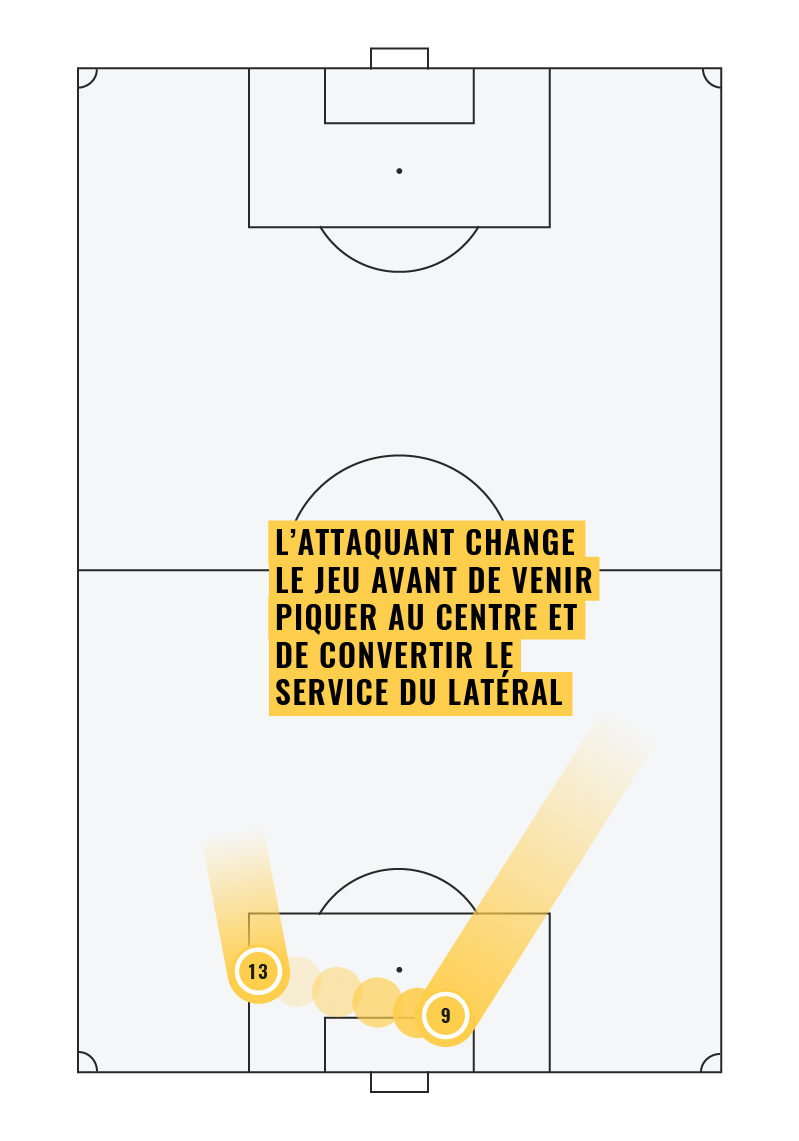 L’ATTAQUANT CHANGE
LE JEU AVANT DE VENIR
PIQUER AU CENTRE ET
DE CONVERTIR LE
SERVICE DU LATÉRAL
13
9